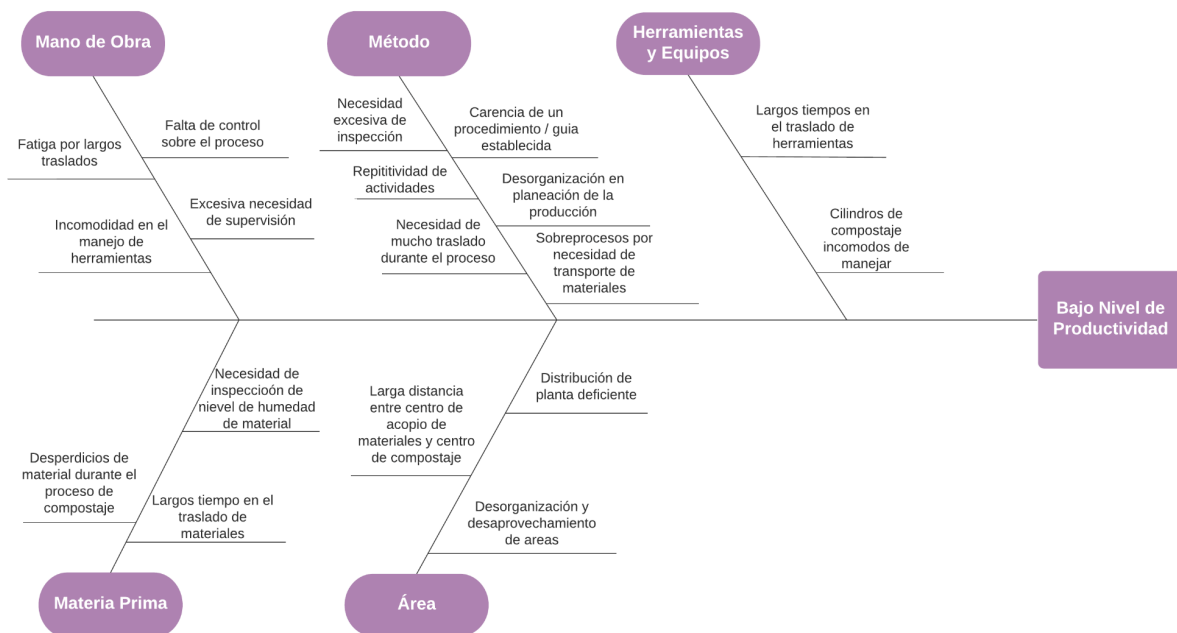 Mano de Obra
Falta de control
sobre el proceso
Fatiga por largos
traslados
Excesiva necesidad
de supervisión
Incomodidad en el
manejo de
herramientas
Método
Necesidad
excesiva de
inspección
Carencia de un
procedimiento / guia
establecida
Repititividad de
actividades
Desorganización en
planeación de la
producción
Necesidad de
mucho traslado
durante el proceso
Sobreprocesos por
necesidad de
transporte de
materiales
Herramientas
y Equipos
Largos tiempos en
el traslado de
herramientas
Cilindros de
compostaje
incomodos de
manejar
Bajo Nivel de
Productividad
Necesidad de
inspeccioón de
nievel de humedad
de material
Desperdicios de
material durante el
proceso de
compostaje
Largos tiempo en el
traslado de
materiales
Materia Prima
Distribución de
planta deficiente
Larga distancia
entre centro de
acopio de
materiales y centro
de compostaje
Desorganización y
desaprovechamiento
de areas
Área